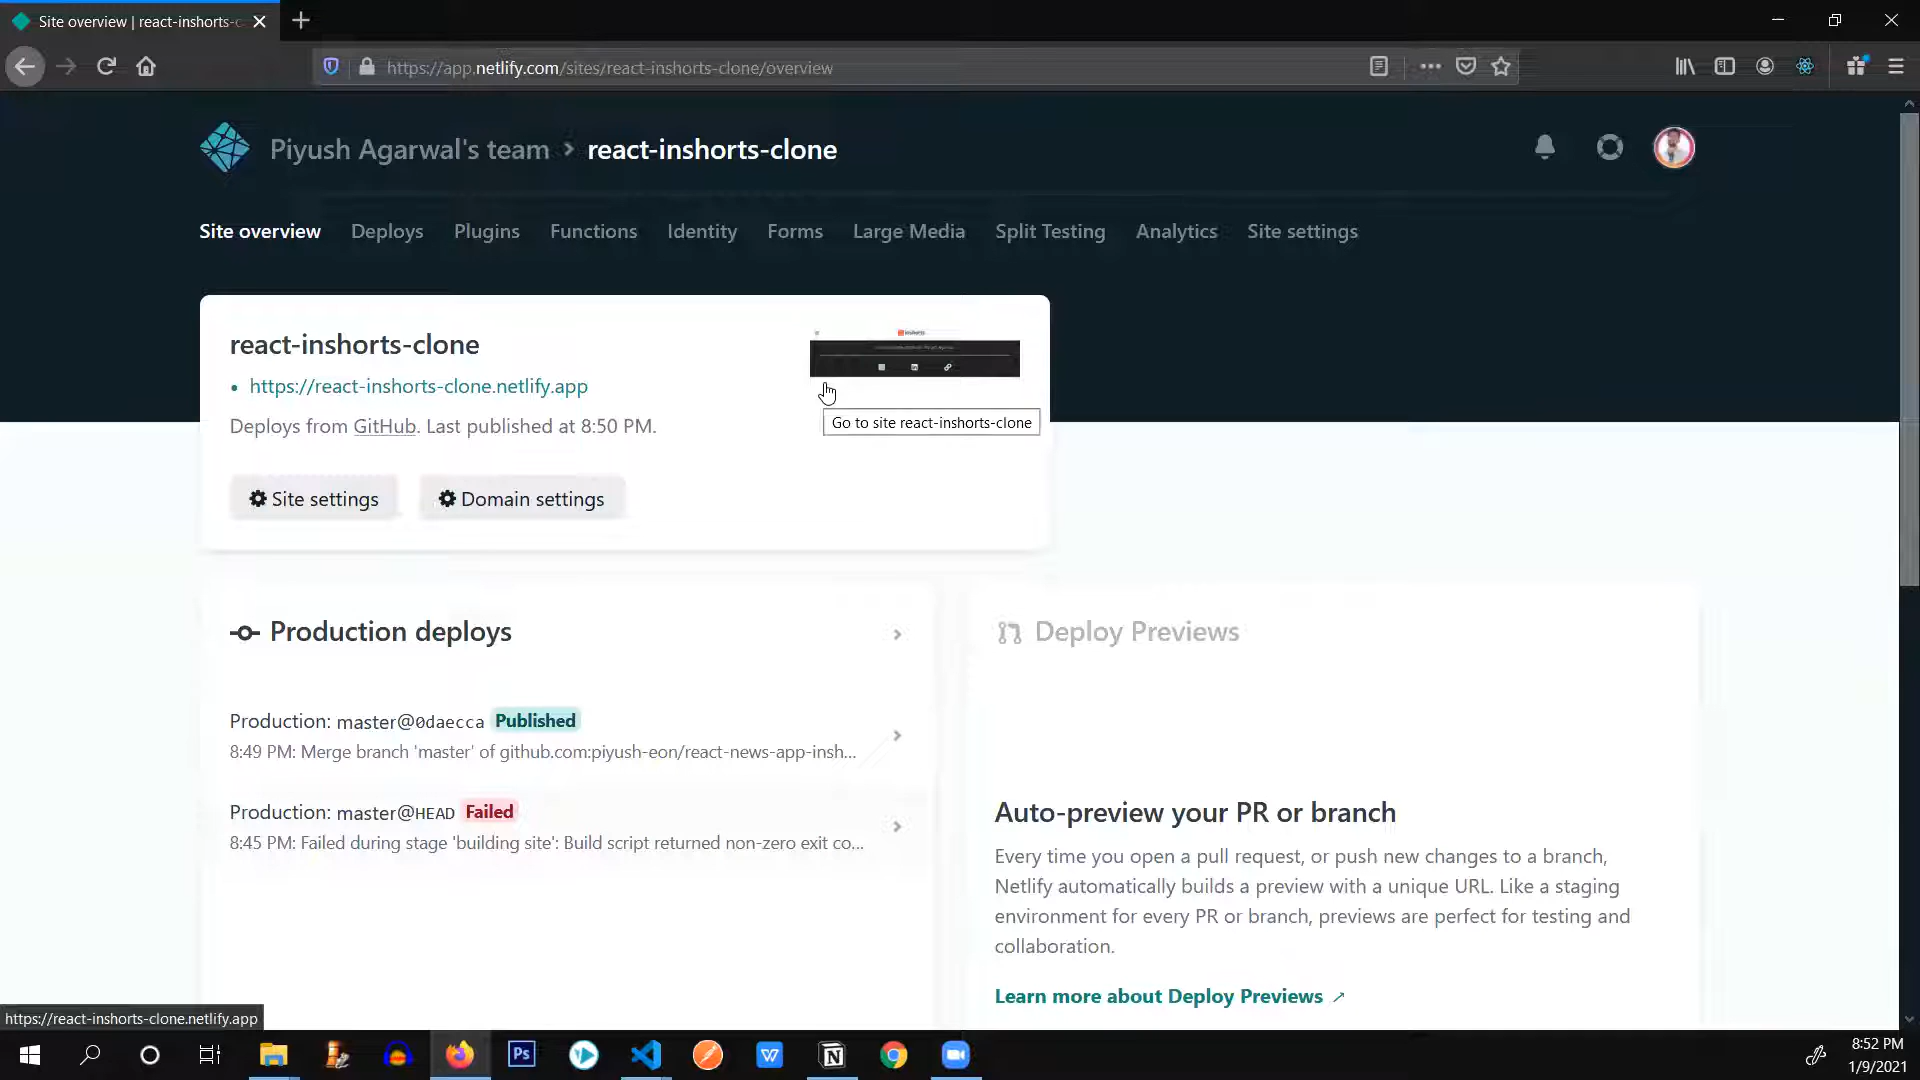 Site overview | react-inshorts-c
https://app.netlify.com/sites/react-inshorts-clone/overview
Piyush Agarwal's team > react-inshorts-clone
Site overview Deploys Plugins Functions Identity Forms Large Media Split Testing Analytics Site settings
react-inshorts-clone
https://react-inshorts-clone.netlify.app
Go to site react-inshorts-clone
Deploys from GitHub. Last published at 8:50 PM.
Site settings Domain settings
Production deploys
Production: master@0daecca Published
8:49 PM: Merge branch 'master' of github.com:piyush-eon/react-news-app-insh...
Production: master@HEAD Failed
8:45 PM: Failed during stage 'building site': Build script returned non-zero exit co...
Deploy Previews
Auto-preview your PR or branch
Every time you open a pull request, or push new changes to a branch,
Netlify automatically builds a preview with a unique URL. Like a staging
environment for every PR or branch, previews are perfect for testing and
collaboration.
Learn more about Deploy Previews
https://react-inshorts-clone.netlify.app
Ps
W
N
8:52 PM
1/9/2021